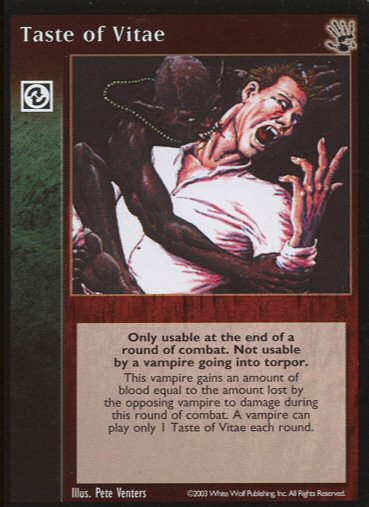 Taste of Vitae
Only usable at the end of a
round of combat. Not usable
by a vampire going into torpor.
This vampire gains an amount of
blood equal to the amount lost by
the opposing vampire to damage during
this round of combat. A vampire can
play only 1 Taste of Vitae each round.
Illus. Pete Venters
©2003 White Wolf Publishing, Inc. All Rights Reserved.